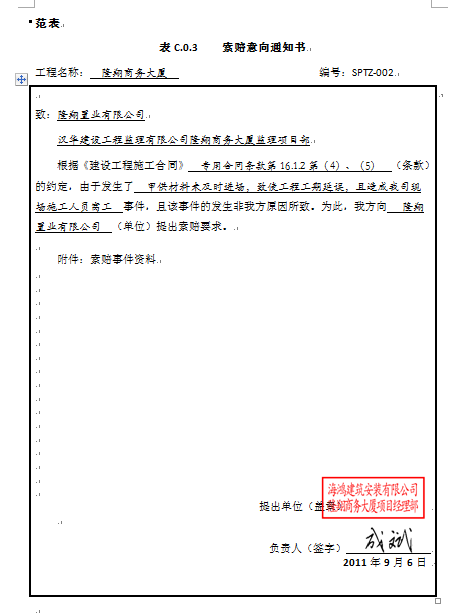 范表
表 C.0.3 索赔意向通知书
工程名称： 隆翔商务大厦 编号：SPTZ-002
致：隆翔置业有限公司
汉华建设工程监理有限公司隆翔商务大厦监理项目部
根据《建设工程施工合同》 专用合同条款第 16.1.2 第（4）、（5） （条款）
的约定，由于发生了 甲供材料未及时进场，致使工程工期延误，且造成我司现
场施工人员窝工 事件，且该事件的发生非我方原因所致。为此，我方向 隆翔
置业有限公司 （单位）提出索赔要求。
附件：索赔事件资料
海鸿建筑安装有限公司
提出单位（盖章）
隆翔商务大厦项目经理部
负责人（签字）成斌
2011 年 9 月 6 日